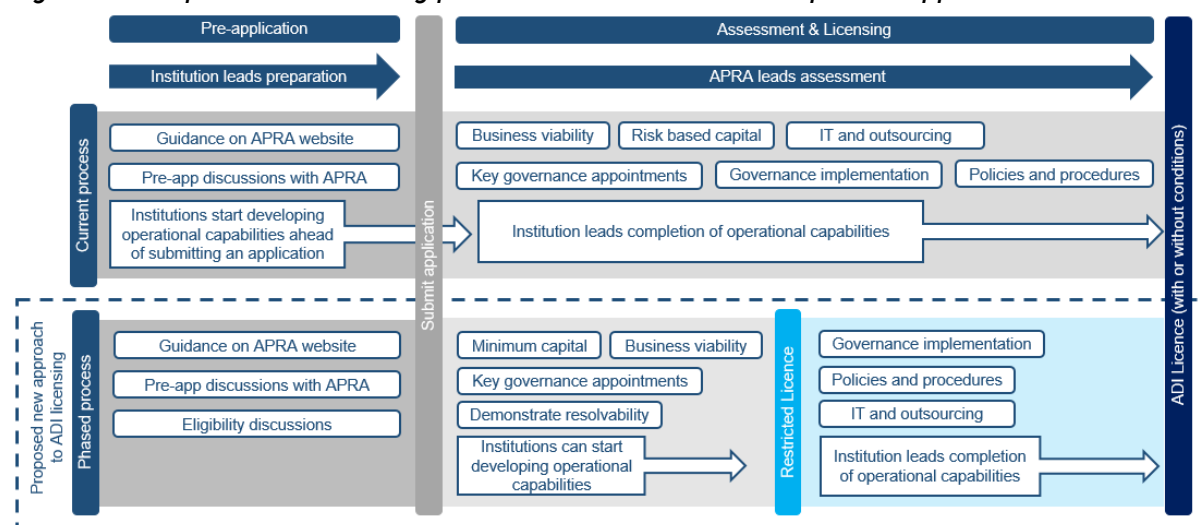 Pre-application
Assessment & Licensing
Institution leads preparation
APRA leads assessment
Current process
Guidance on APRA website
Pre-app discussions with APRA
Institutions start developing
operational capabilities ahead
of submitting an application
Submit application
Business viability
Risk based capital
IT and outsourcing
Key governance appointments
Governance implementation
Policies and procedures
Institution leads completion of operational capabilities
ADI Licence (with or without conditions)
Proposed new approach
to ADI licensing
Phased process
Guidance on APRA website
Pre-app discussions with APRA
Eligibility discussions
Minimum capital
Business viability
Key governance appointments
Demonstrate resolvability
Institutions can start
developing operational
capabilities
Restricted Licence
Governance implementation
Policies and procedures
IT and outsourcing
Institution leads completion
of operational capabilities